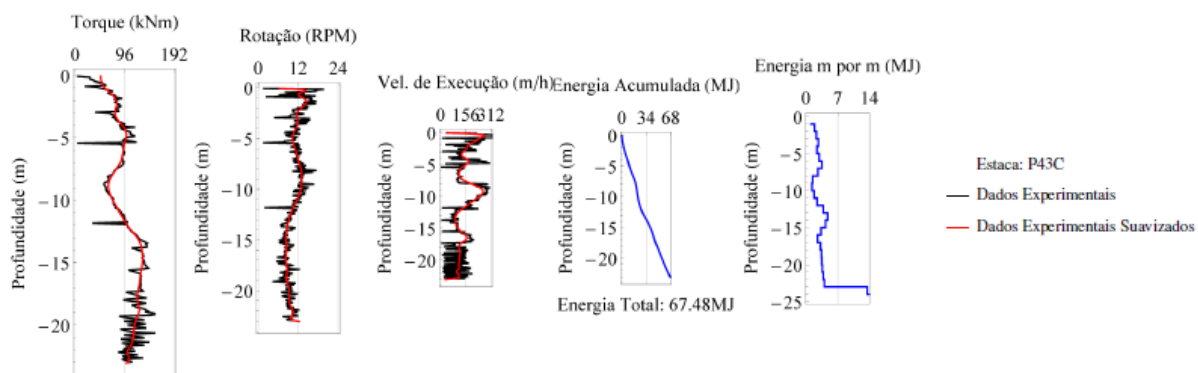 Torque (kNm)
0 96 192
Profundidade (m)
0
−5
−10
−15
−20
Rotação (RPM)
0 12 24
Profundidade (m)
0
−5
−10
−15
−20
Vel. de Execução (m/h)
0 156 312
Profundidade (m)
0
−5
−10
−15
−20
Energia Acumulada (MJ)
0 34 68
Profundidade (m)
0
−5
−10
−15
−20
Energia Total: 67.48MJ
Energia m por m (MJ)
0 7 14
Profundidade (m)
0
−5
−10
−15
−20
−25
Estaca: P43C
Dados Experimentais
Dados Experimentais Suavizados